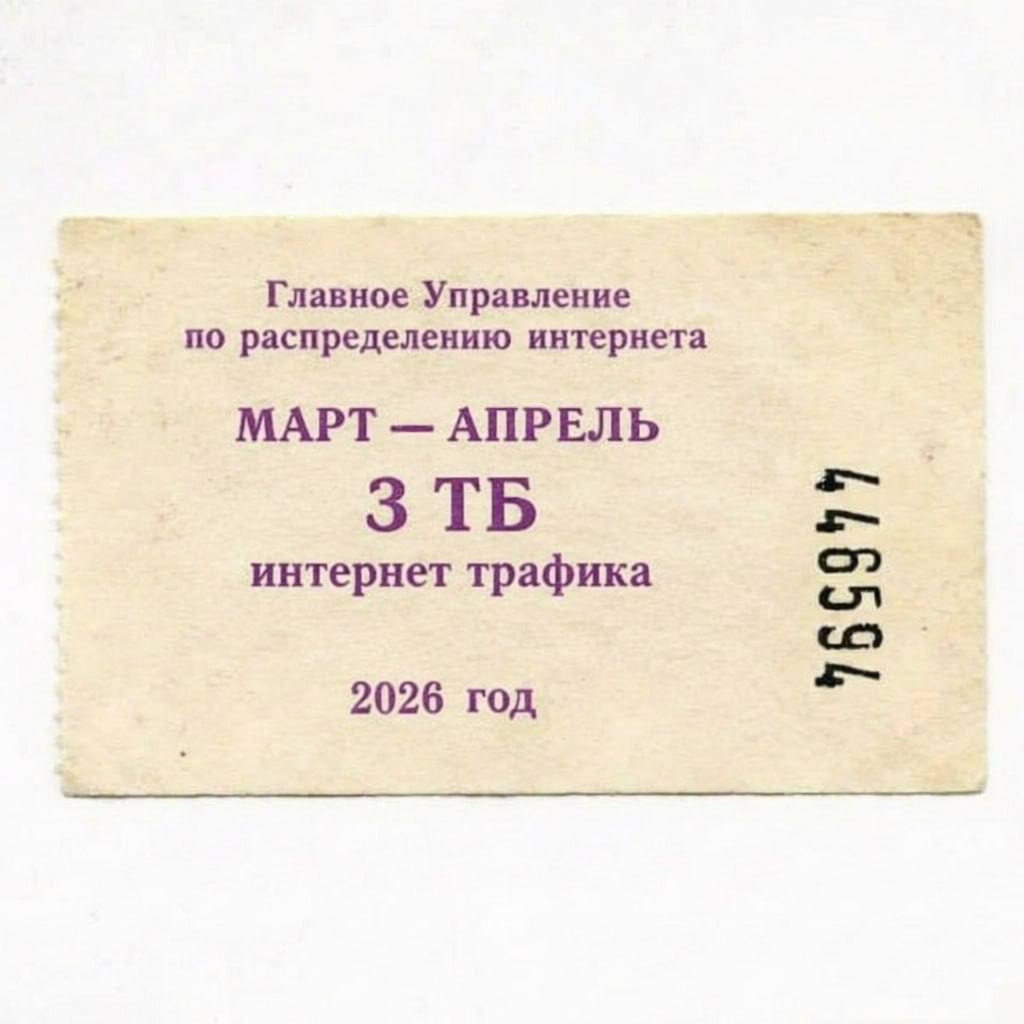 Главное Управление
по распределению интернета
МАРТ — АПРЕЛЬ
3 ТБ
интернет трафика
2026 год
446594